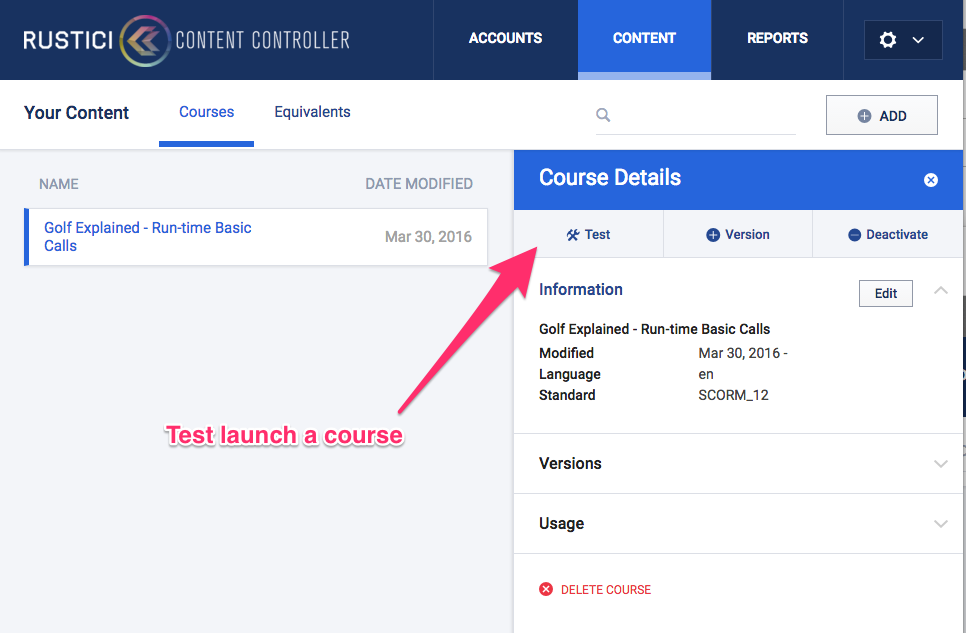 RUSTICI CONTENT CONTROLLER
ACCOUNTS
CONTENT
REPORTS
Your Content
Courses
Equivalents
ADD
NAME
DATE MODIFIED
Golf Explained - Run-time Basic
Calls
Mar 30, 2016
Course Details
Test
Version
Deactivate
Information
Edit
Golf Explained - Run-time Basic Calls
Modified Mar 30, 2016 -
Language en
Standard SCORM_12
Test launch a course
Versions
Usage
DELETE COURSE